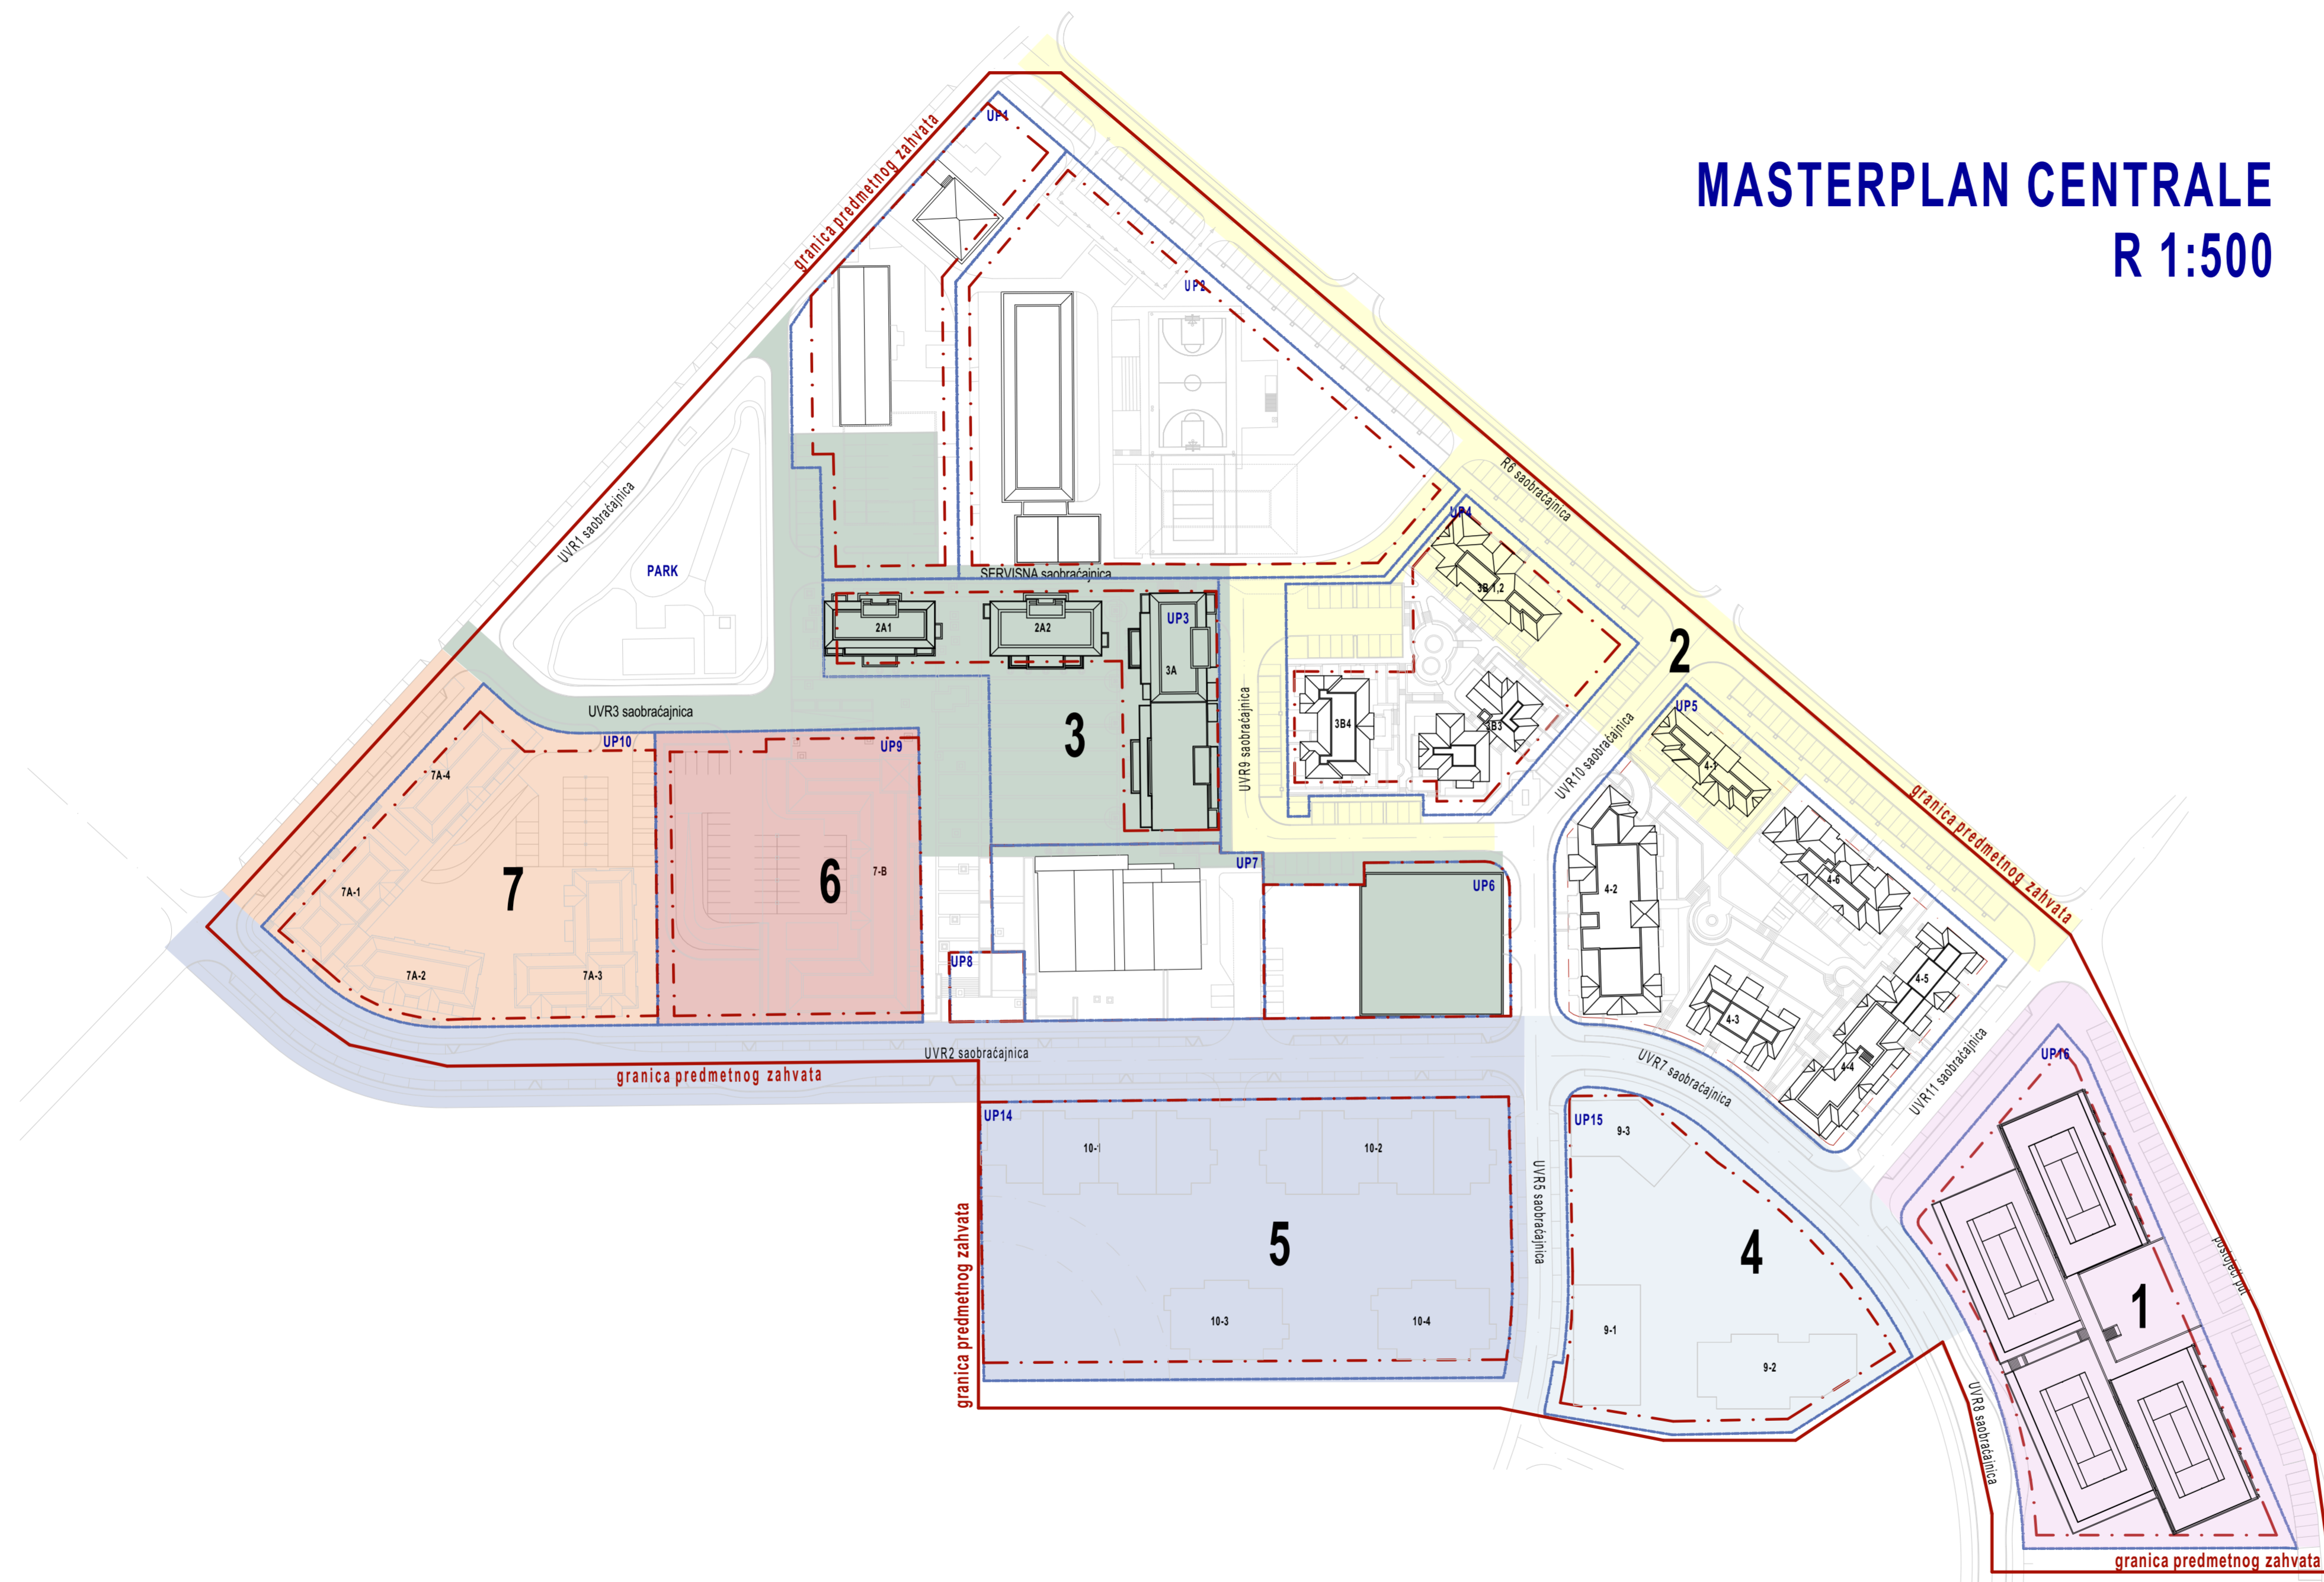 MASTERPLAN CENTRALE
R 1:500
UP1
granica predmetnog zahvata
UP2
R6 saobraćajnica
UVR1 saobraćajnica
UP4
PARK
SERVISNA saobraćajnica
3B 1,2
2A1
2A2
UP3
3A
2
UVR3 saobraćajnica
3
UVR9 saobraćajnica
3B4
3B3
UVR10 saobraćajnica
UP5
4-1
granica predmetnog zahvata
UP10
UP9
7A-4
7A-1
7
6
7-B
UP7
UP6
4-2
4-6
UP8
7A-2
7A-3
4-5
4-3
4-4
UVR2 saobraćajnica
granica predmetnog zahvata
UVR7 saobraćajnica
UVR11 saobraćajnica
UP16
UP14
10-1
10-2
UP15
9-3
UVR5 saobraćajnica
granica predmetnog zahvata
5
4
postojeći put
1
10-3
10-4
9-1
9-2
UVR8 saobraćajnica
granica predmetnog zahvata